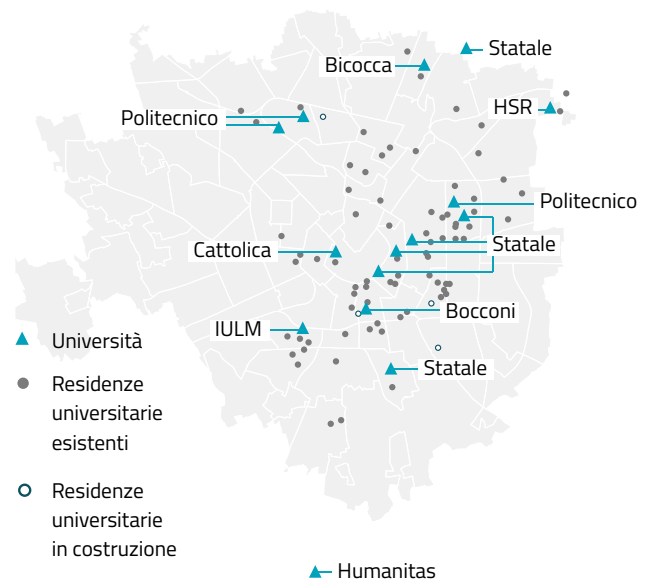 Statale
Bicocca
HSR
Politecnico
Politecnico
Statale
Cattolica
Bocconi
IULM
Statale
Università
Residenze
universitarie
esistenti
Residenze
universitarie
in costruzione
Humanitas